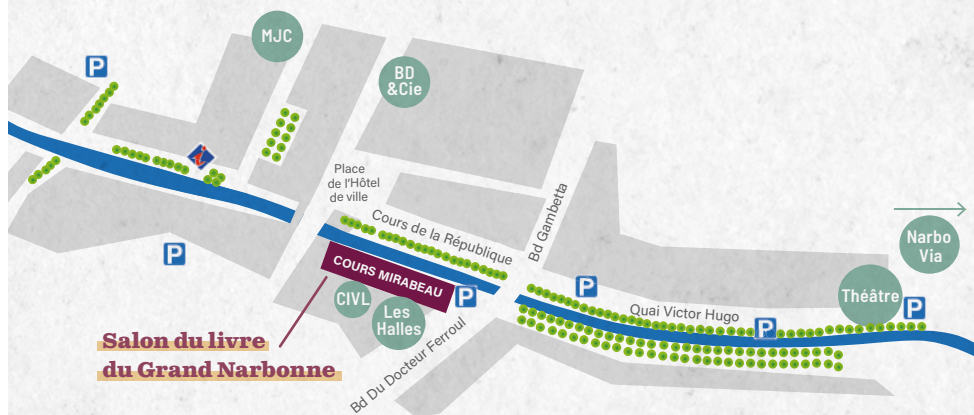 MJC
P
BD
&Cie
i
Place
de l'Hôtel
de ville
Cours de la République
Bd Gambetta
Narbo
Via
P
COURS MIRABEAU
CIVL
Les
Halles
P
P
Quai Victor Hugo
Théâtre
P
P
Salon du livre
du Grand Narbonne
Bd Du Docteur Ferroul